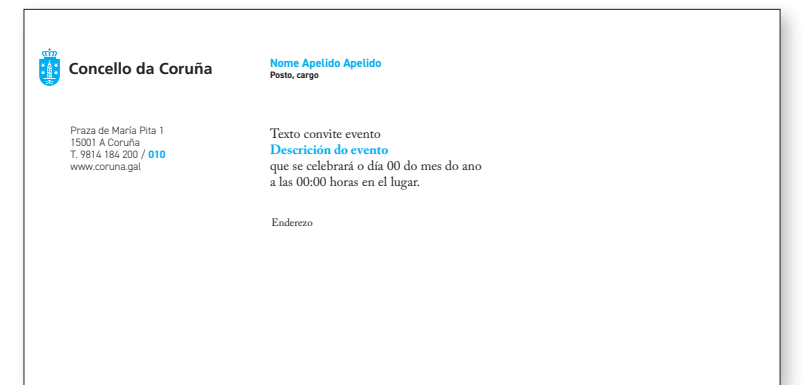 Concello da Coruña
Nome Apelido Apelido
Posto, cargo
Praza de María Pita 1
15001 A Coruña
T. 9814 184 200 / 010
www.coruna.gal
Texto convite evento
Descrición do evento
que se celebrará o día 00 do mes do ano
a las 00:00 horas en el lugar.
Enderezo